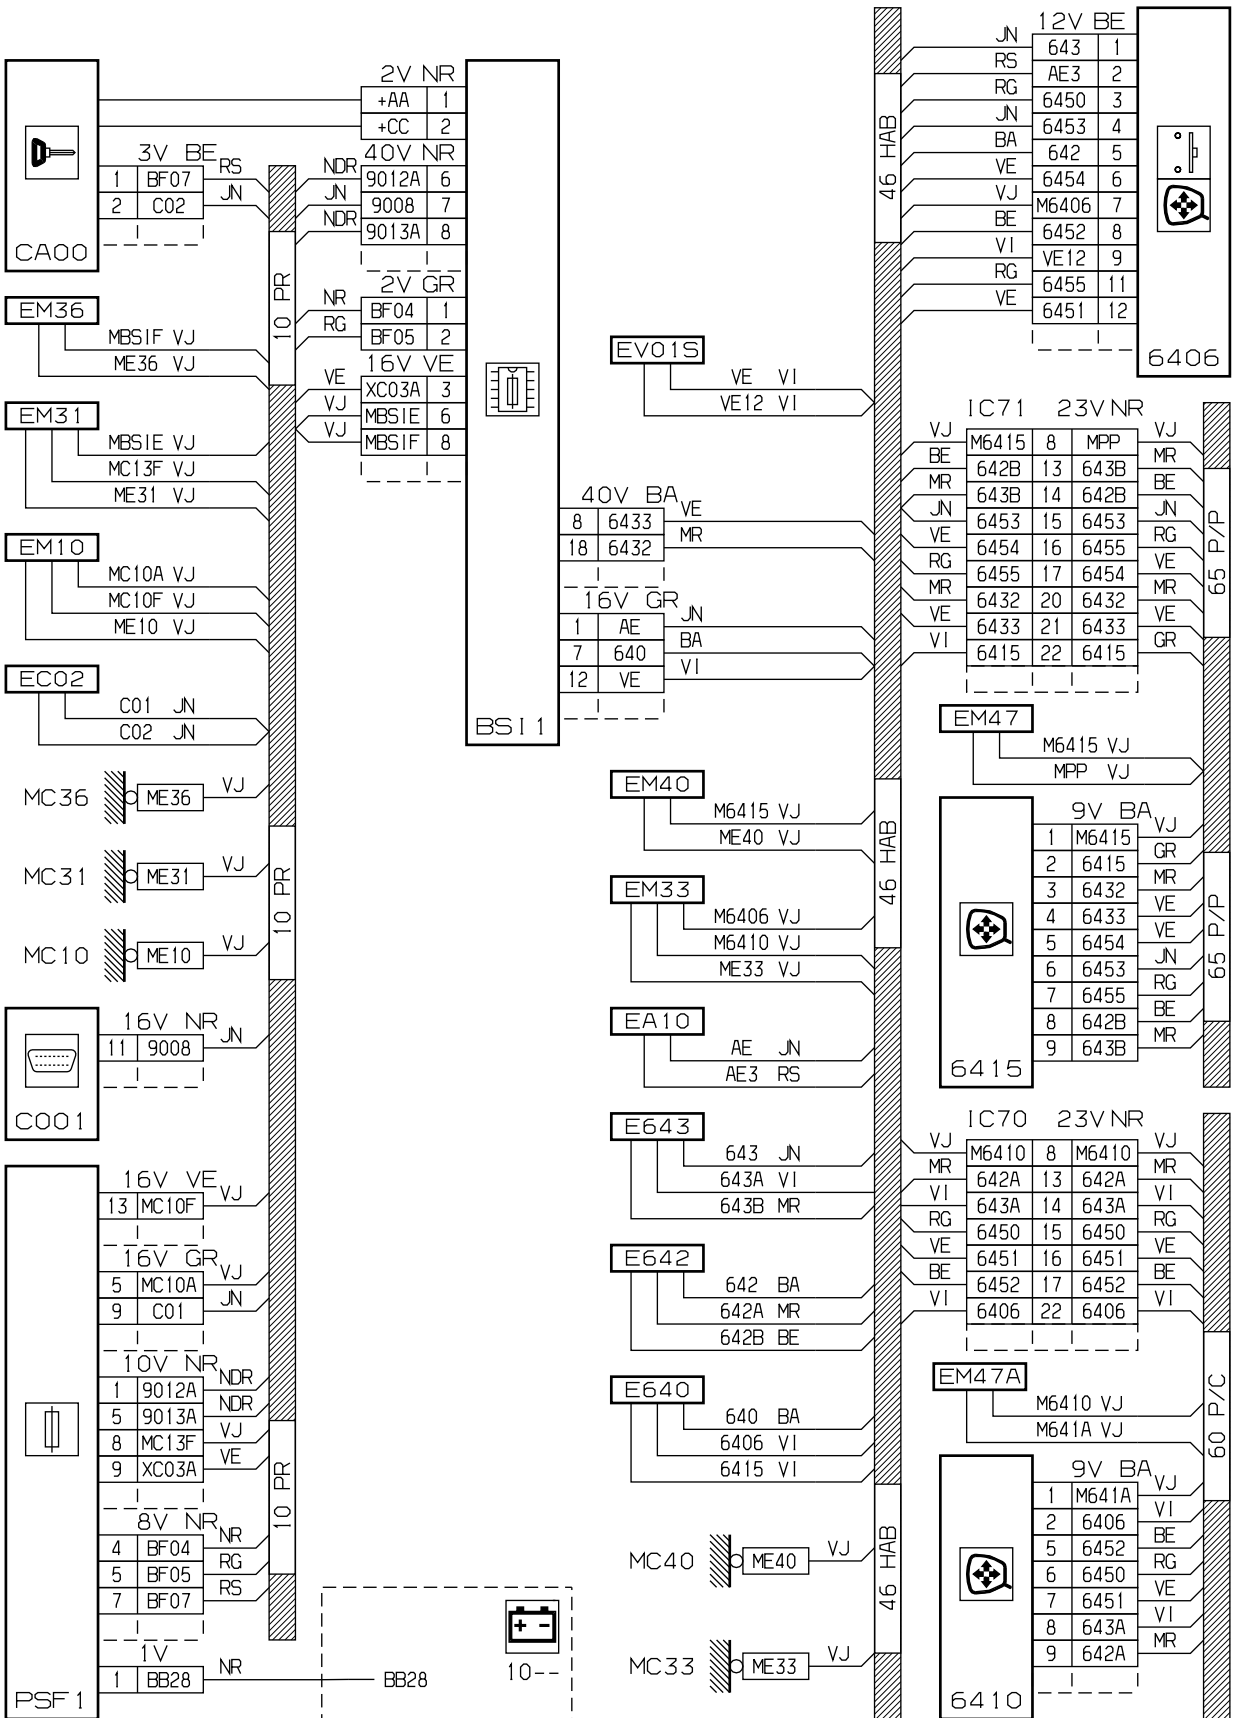 CA00
3V BE
1 BF07 RS
2 C02 JN
EM36
MBSIF VJ
ME36 VJ
EM31
MBSIE VJ
MC13F VJ
ME31 VJ
EM10
MC10A VJ
MC10F VJ
ME10 VJ
EC02
C01 JN
C02 JN
MC36 ME36 VJ
MC31 ME31 VJ
MC10 ME10 VJ
C001
16V NR
11 9008 JN
PSF1
16V VE
13 MC10F VJ
16V GR
5 MC10A VJ
9 C01 JN
10V NR
1 9012A NDR
5 9013A NDR
8 MC13F VJ
9 XC03A VE
8V NR
4 BF04 NR
5 BF05 RG
7 BF07 RS
1V
1 BB28 NR
BB28
10--
10 PR
10 PR
10 PR
2V NR
+AA 1
+CC 2
40V NR
NDR 9012A 6
JN 9008 7
NDR 9013A 8
2V GR
NR BF04 1
RG BF05 2
16V VE
VE XC03A 3
VJ MBSIE 6
VJ MBSIF 8
BSI1
40V BA
8 6433 VE
18 6432 MR
16V GR
1 AE JN
7 640 BA
12 VE VI
EV01S
VE VI
VE12 VI
EM40
M6415 VJ
ME40 VJ
EM33
M6406 VJ
M6410 VJ
ME33 VJ
EA10
AE JN
AE3 RS
E643
643 JN
643A VI
643B MR
E642
642 BA
642A MR
642B BE
E640
640 BA
6406 VI
6415 VI
MC40 ME40 VJ
MC33 ME33 VJ
46 HAB
46 HAB
46 HAB
12V BE
JN 643 1
RS AE3 2
RG 6450 3
JN 6453 4
BA 642 5
VE 6454 6
VJ M6406 7
BE 6452 8
VI VE12 9
RG 6455 11
VE 6451 12
6406
IC71 23V NR
VJ M6415 8 MPP VJ
BE 642B 13 643B MR
MR 643B 14 642B BE
JN 6453 15 6453 JN
VE 6454 16 6455 RG
RG 6455 17 6454 VE
MR 6432 20 6432 MR
VE 6433 21 6433 VE
VI 6415 22 6415 GR
65 P/P
EM47
M6415 VJ
MPP VJ
9V BA
1 M6415 VJ
2 6415 GR
3 6432 MR
4 6433 VE
5 6454 VE
6 6453 JN
7 6455 RG
8 642B BE
9 643B MR
6415
65 P/P
IC70 23V NR
VJ M6410 8 M6410 VJ
MR 642A 13 642A MR
VI 643A 14 643A VI
RG 6450 15 6450 RG
VE 6451 16 6451 VE
BE 6452 17 6452 BE
VI 6406 22 6406 VI
EM47A
M6410 VJ
M641A VJ
60 P/C
9V BA
1 M641A VJ
2 6406 VI
5 6452 BE
6 6450 RG
7 6451 VE
8 643A VI
9 642A MR
6410